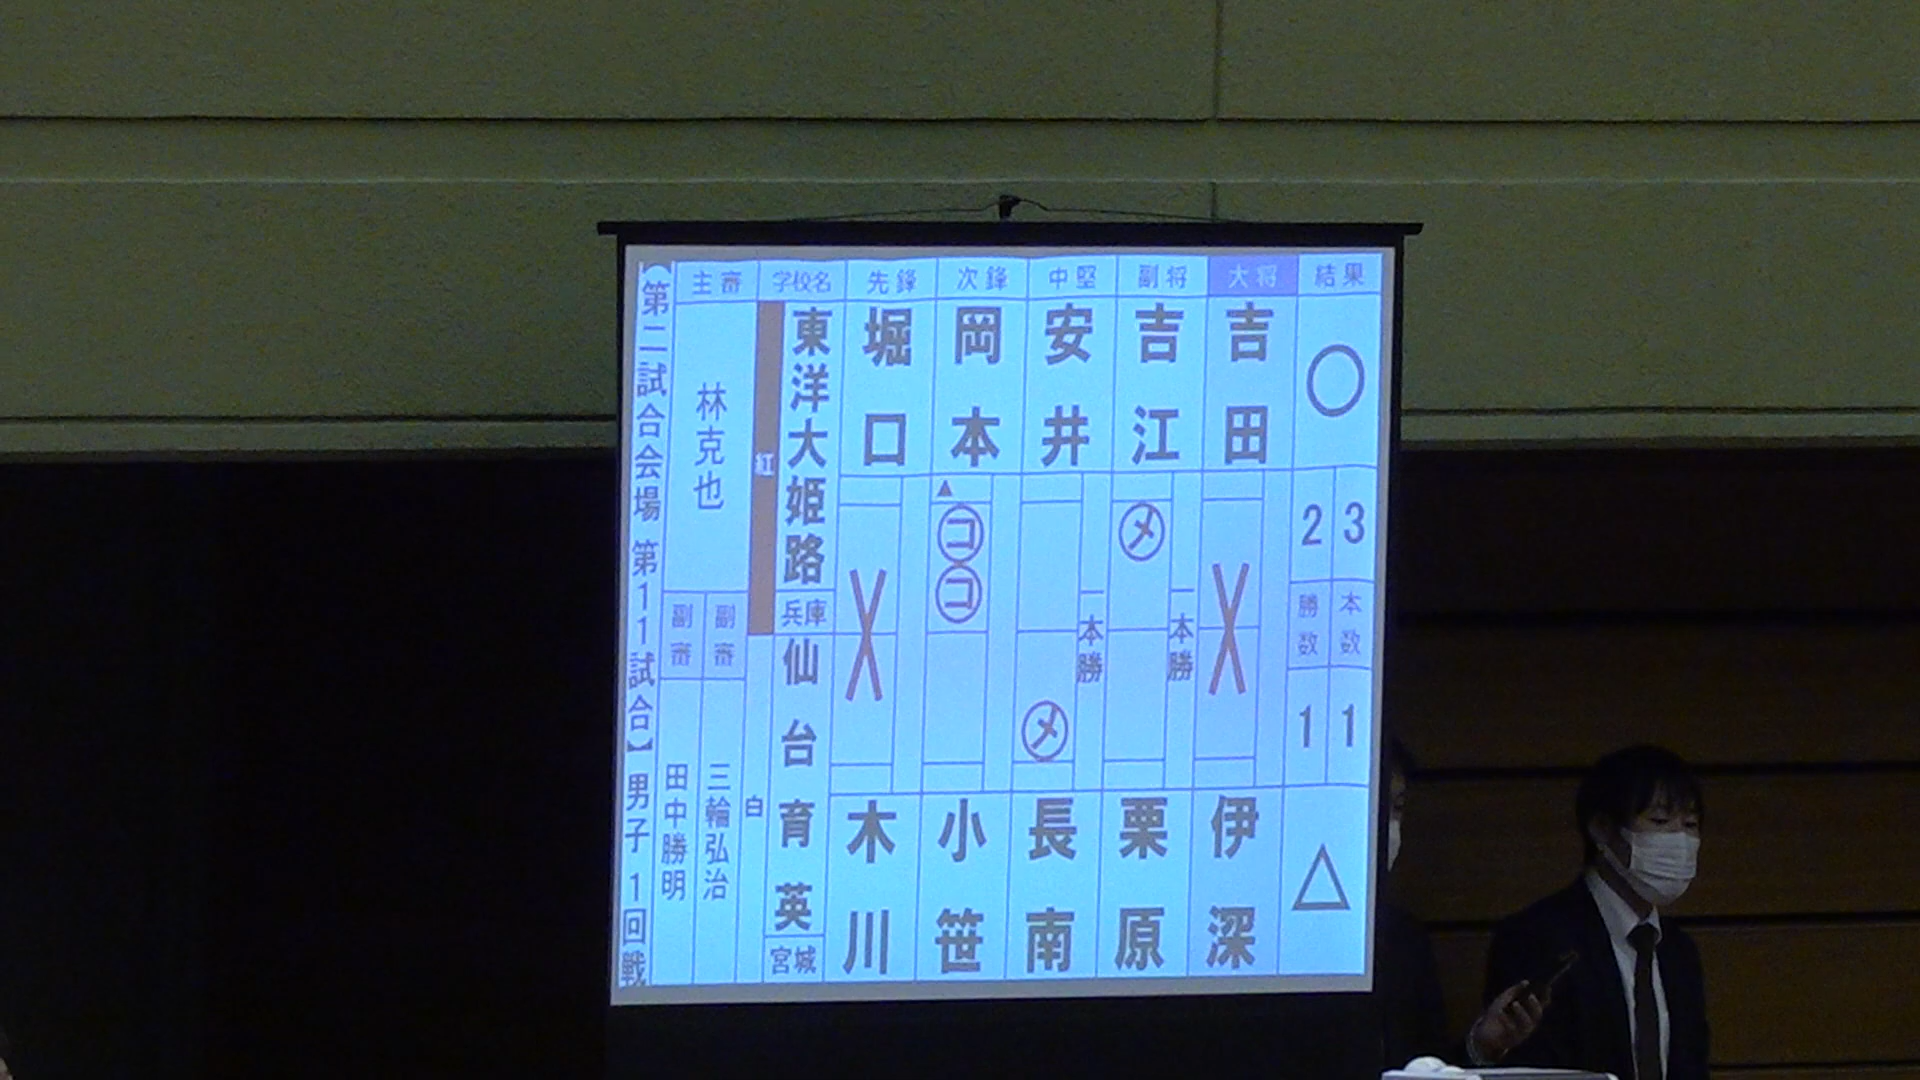 【第二試合会場 第11試合】男子 1回戦
主審 学校名 先鋒 次鋒 中堅 副将 大将 結果
林克也
副審 副審
田中勝明
三輪弘治
紅
東洋大姫路
兵庫
堀口
岡本
安井
吉江
吉田
○
▲
コ
コ
メ
メ
一本勝
一本勝
2 3
勝数 本数
1 1
白
仙台育英
宮城
木川
小笹
長南
栗原
伊深
△